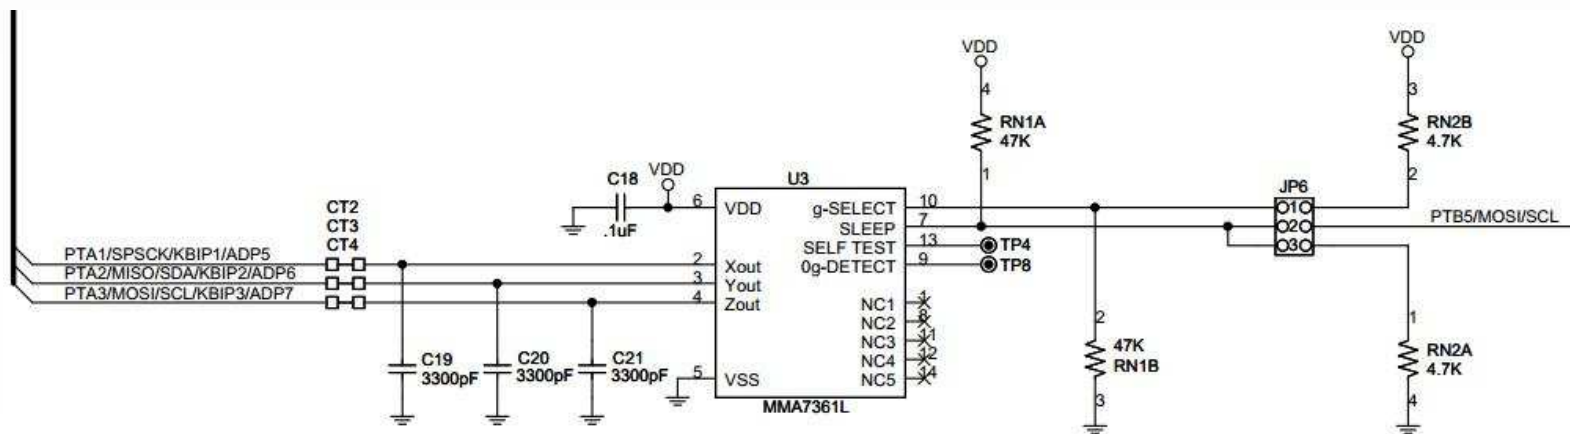 VDD
4
RN1A
47K
1
VDD
3
RN2B
4.7K
2
C18
.1uF
VDD
U3
6
VDD
g-SELECT
10
7
SLEEP
13
SELF TEST
TP4
9
0g-DETECT
TP8
JP6
1
2
3
PTB5/MOSI/SCL
CT2
CT3
CT4
PTA1/SPSCK/KBIP1/ADP5
PTA2/MISO/SDA/KBIP2/ADP6
PTA3/MOSI/SCL/KBIP3/ADP7
2
Xout
3
Yout
4
Zout
NC1
1
NC2
8
NC3
11
NC4
12
NC5
14
C19
3300pF
C20
3300pF
C21
3300pF
5
VSS
MMA7361L
2
47K
RN1B
3
1
RN2A
4.7K
4